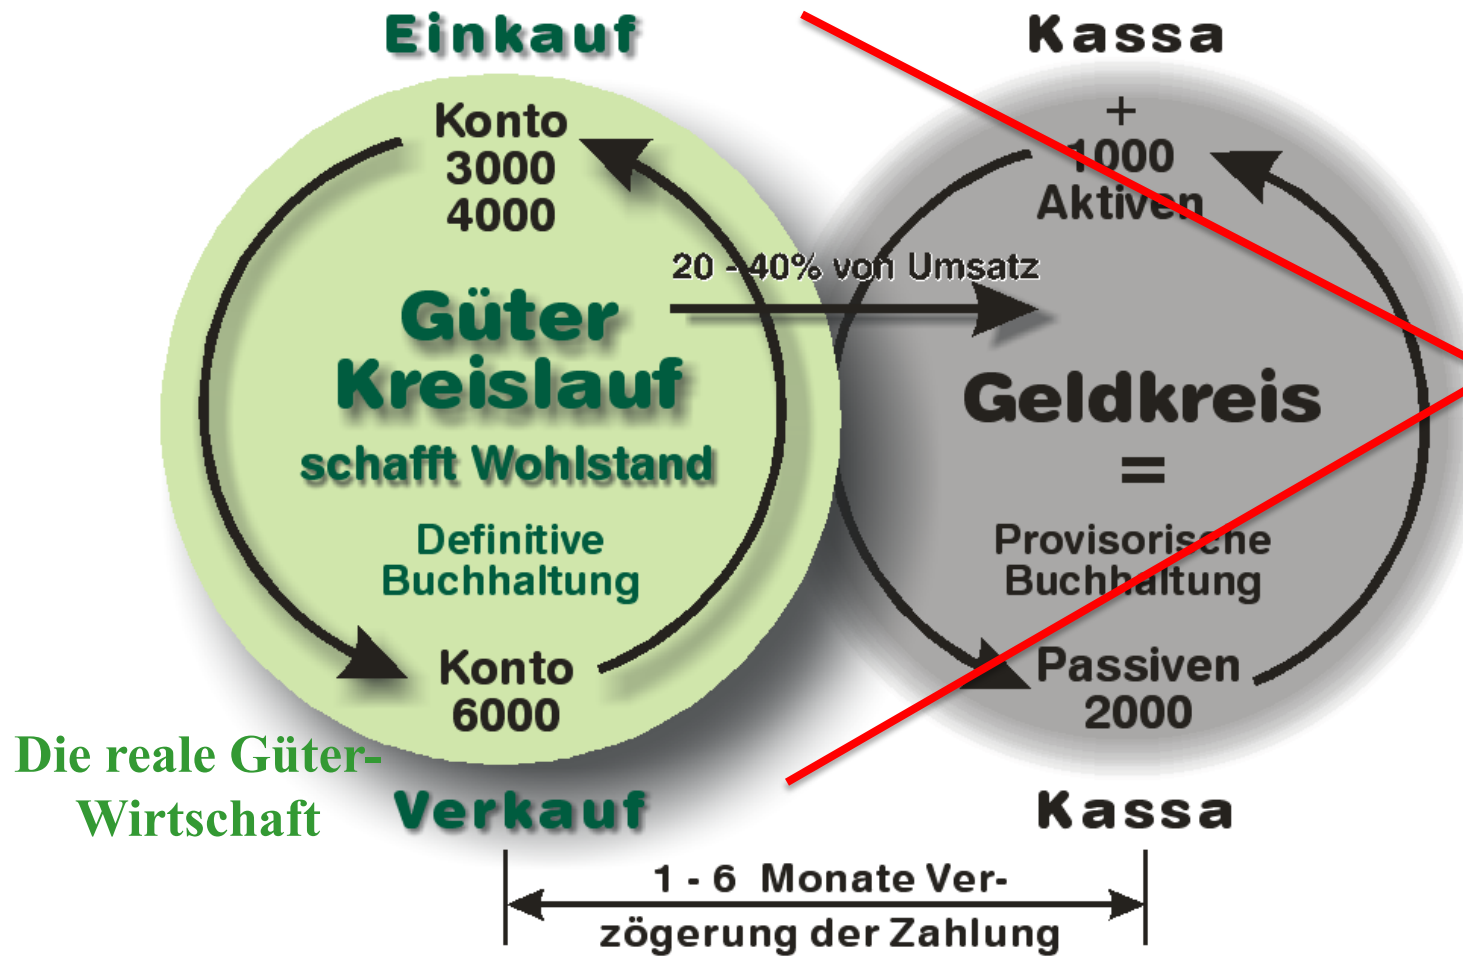 Einkauf
Konto
3000
4000
Güter
Kreislauf
schafft Wohlstand
Definitive
Buchhaltung
Konto
6000
Verkauf
Die reale Güter-
Wirtschaft
20 - 40% von Umsatz
Kassa
+
1000
Aktiven
Geldkreis
=
Provisorische
Buchhaltung
Passiven
2000
Kassa
1 - 6 Monate Ver-
zögerung der Zahlung